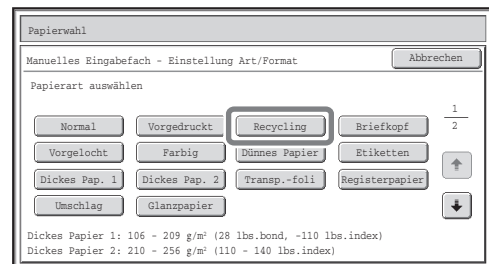 Papierwahl
Manuelles Eingabefach - Einstellung Art/Format Abbrechen
Papierart auswählen
1
2
Normal Vorgedruckt Recycling Briefkopf
Vorgelocht Farbig Dünnes Papier Etiketten
Dickes Pap. 1 Dickes Pap. 2 Transp.-foli Registerpapier
Umschlag Glanzpapier
Dickes Papier 1: 106 - 209 g/m² (28 lbs.bond, -110 lbs.index)
Dickes Papier 2: 210 - 256 g/m² (110 - 140 lbs.index)